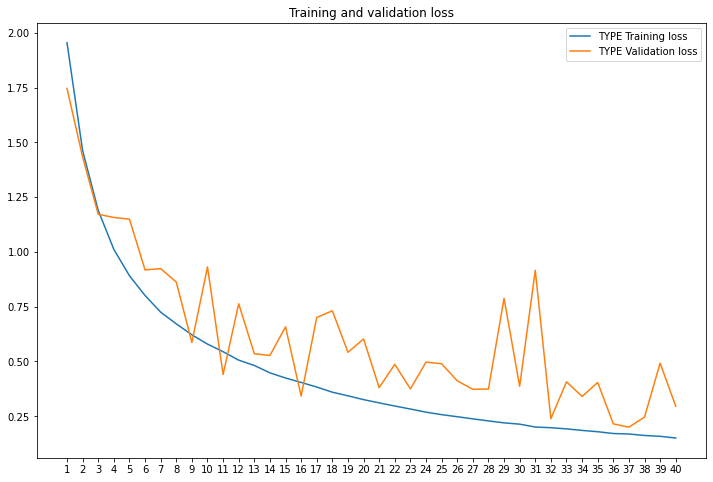 Training and validation loss
TYPE Training loss
TYPE Validation loss
2.00
1.75
1.50
1.25
1.00
0.75
0.50
0.25
1 2 3 4 5 6 7 8 9 10 11 12 13 14 15 16 17 18 19 20 21 22 23 24 25 26 27 28 29 30 31 32 33 34 35 36 37 38 39 40